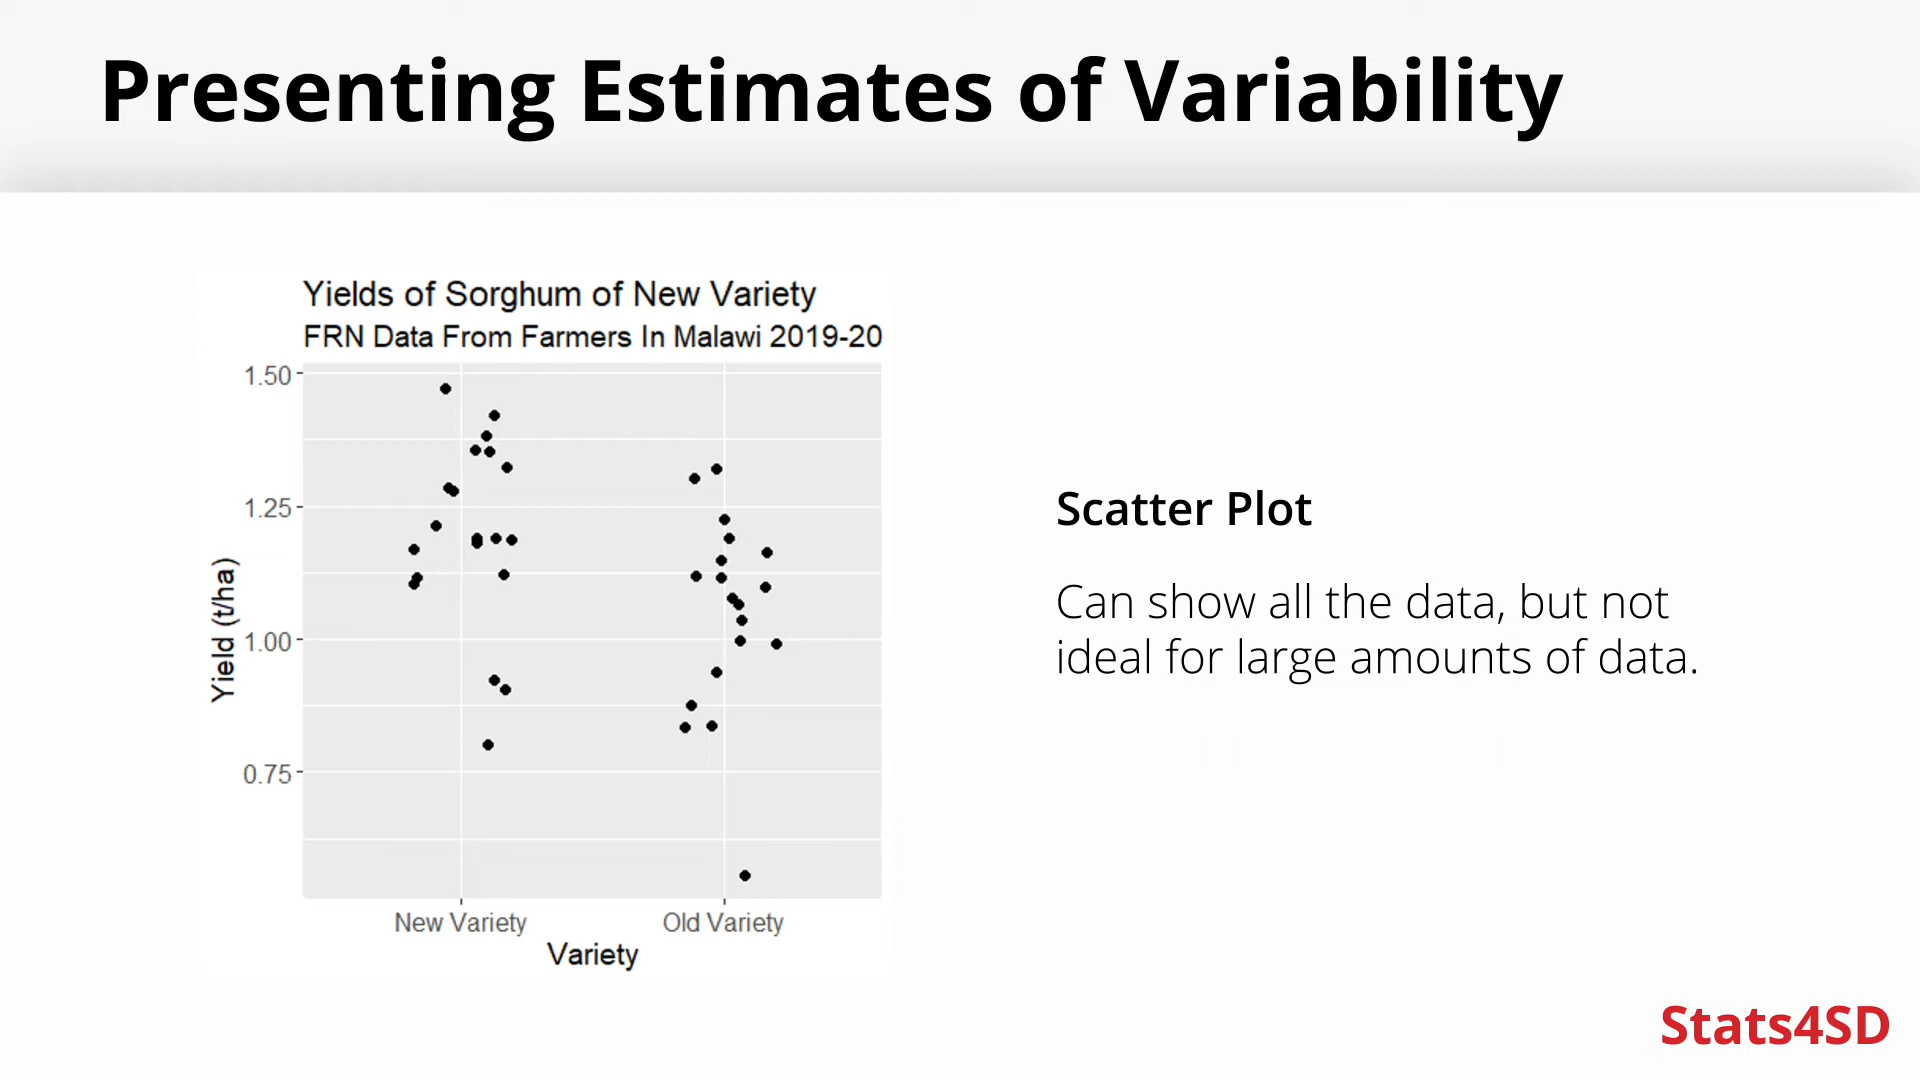 Presenting Estimates of Variability
Yields of Sorghum of New Variety
FRN Data From Farmers In Malawi 2019-20
1.50
1.25
1.00
0.75
Yield (t/ha)
New Variety
Old Variety
Variety
Scatter Plot
Can show all the data, but not
ideal for large amounts of data.
Stats4SD